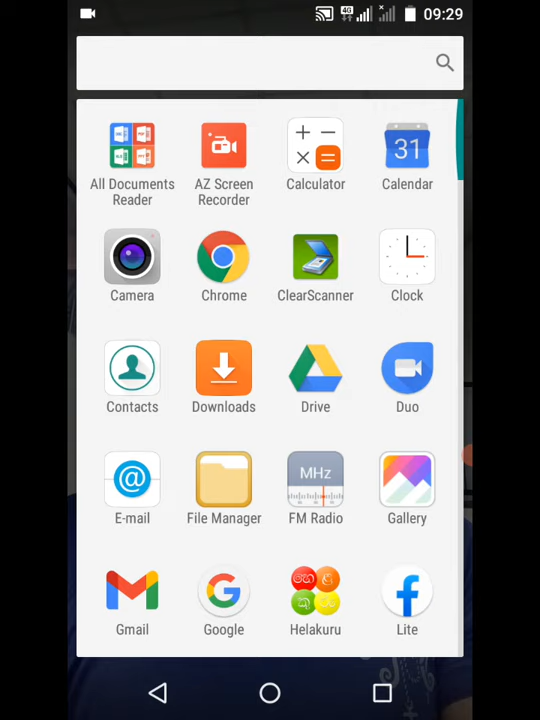 4G
09:29
All Documents
Reader
AZ Screen
Recorder
Calculator
31
Calendar
Camera
Chrome
ClearScanner
Clock
Contacts
Downloads
Drive
Duo
@
E-mail
File Manager
MHz
FM Radio
Gallery
Gmail
Google
Helakuru
Lite